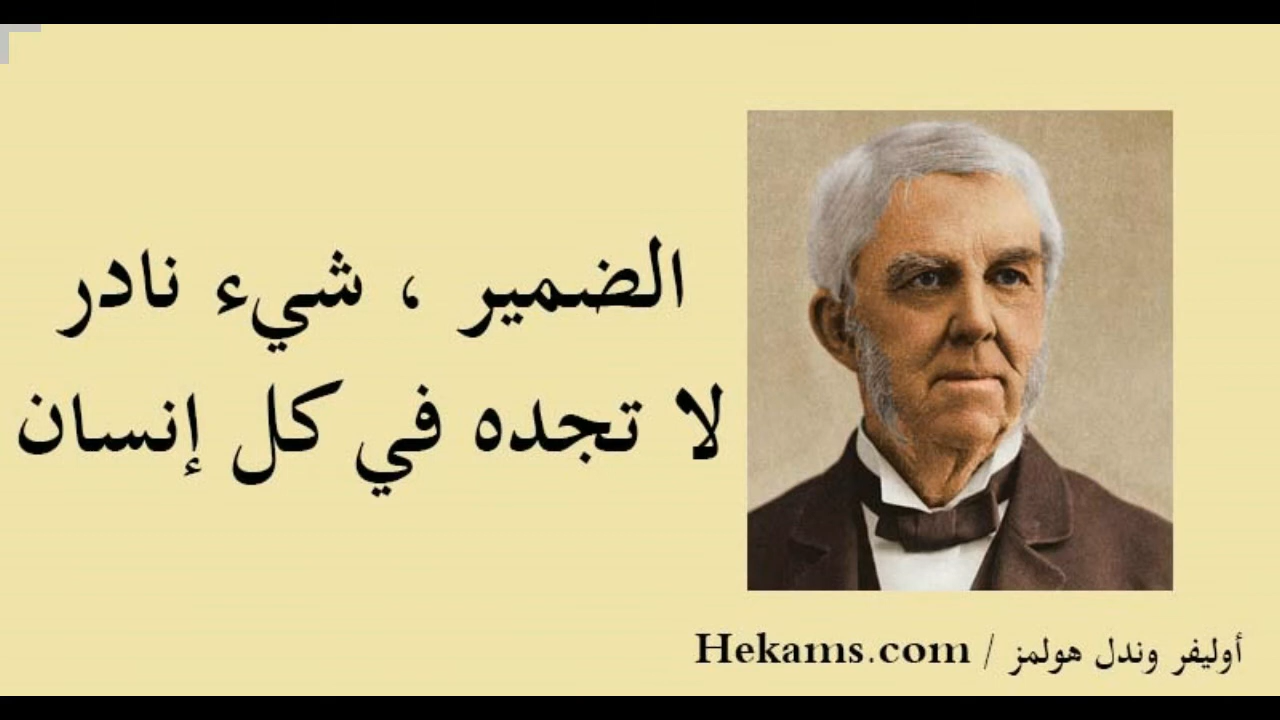 الضمير ، شيء نادر
لا تجده في كل إنسان
أوليفر وندل هولمز / Hekams.com